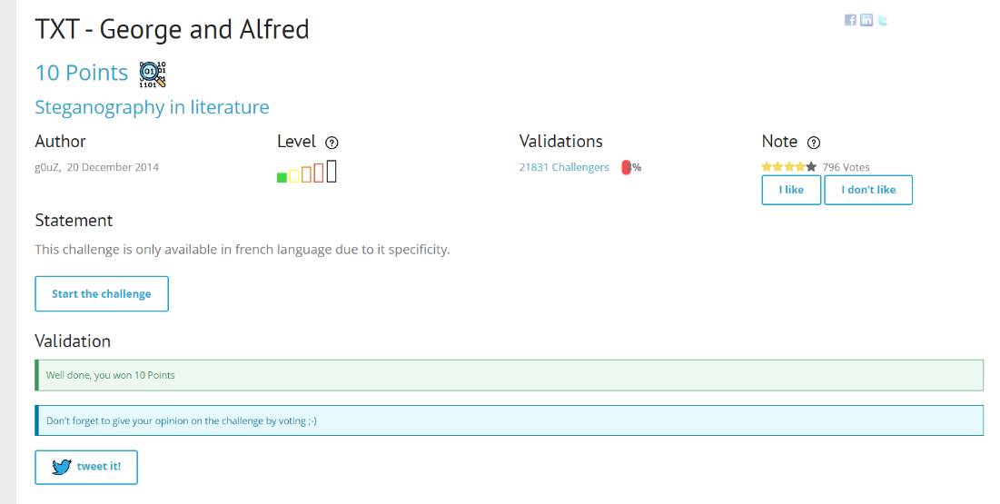 TXT - George and Alfred
10 Points
Steganography in literature
Author Level Validations Note
g0uZ, 20 December 2014 21831 Challengers % 796 Votes
I like I don't like
Statement
This challenge is only available in french language due to it specificity.
Start the challenge
Validation
Well done, you won 10 Points
Don't forget to give your opinion on the challenge by voting ;-)
tweet it!